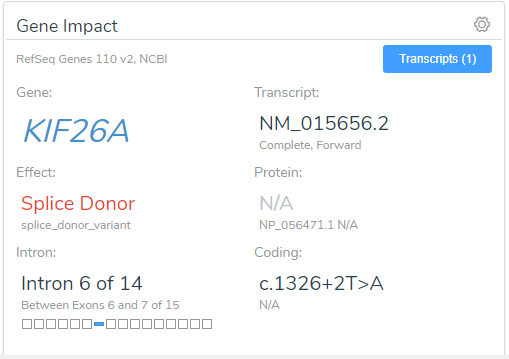 Gene Impact
RefSeq Genes 110 v2, NCBI
Transcripts (1)
Gene:
KIF26A
Transcript:
NM_015656.2
Complete, Forward
Effect:
Splice Donor
splice_donor_variant
Protein:
N/A
NP_056471.1 N/A
Intron:
Intron 6 of 14
Between Exons 6 and 7 of 15
Coding:
c.1326+2T>A
N/A